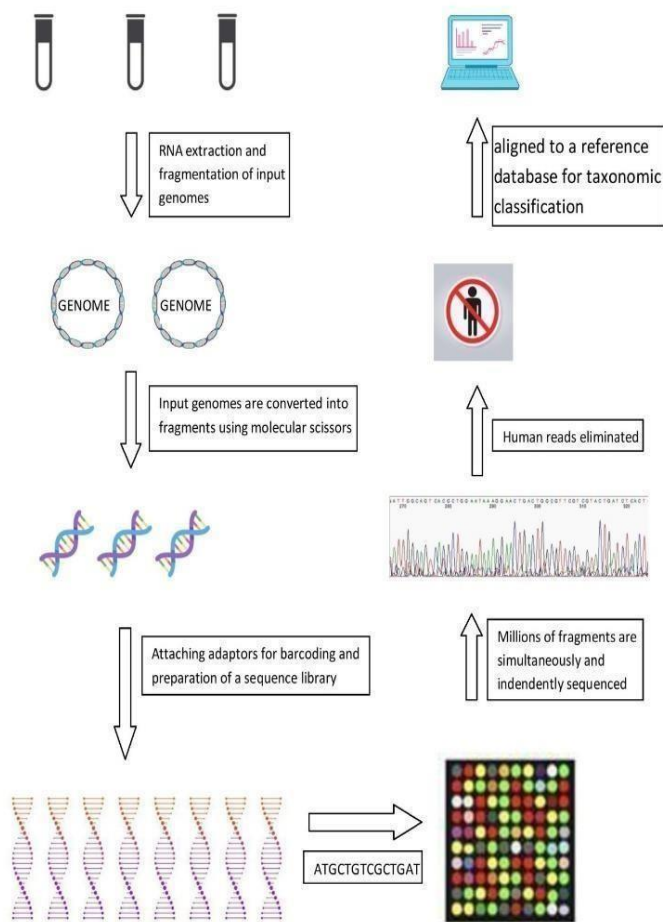 RNA extraction and
fragmentation of input
genomes
GENOME
GENOME
Input genomes are converted into
fragments using molecular scissors
Attaching adaptors for barcoding and
preparation of a sequence library
ATGCTGTCGCTGAT
Millions of fragments are
simultaneously and
indendently sequenced
Human reads eliminated
aligned to a reference
database for taxonomic
classification